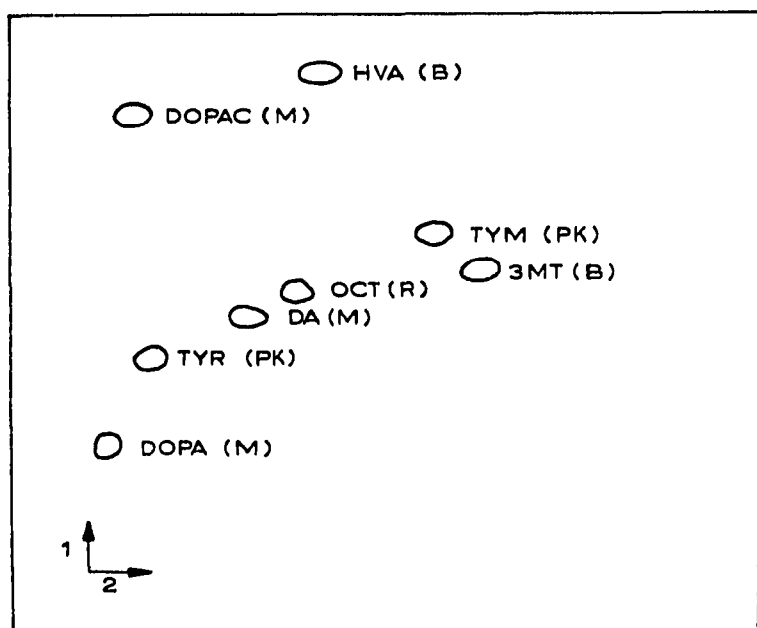 HVA (B)
DOPAC (M)
TYM (PK)
3MT (B)
OCT (R)
DA (M)
TYR (PK)
DOPA (M)
1
2